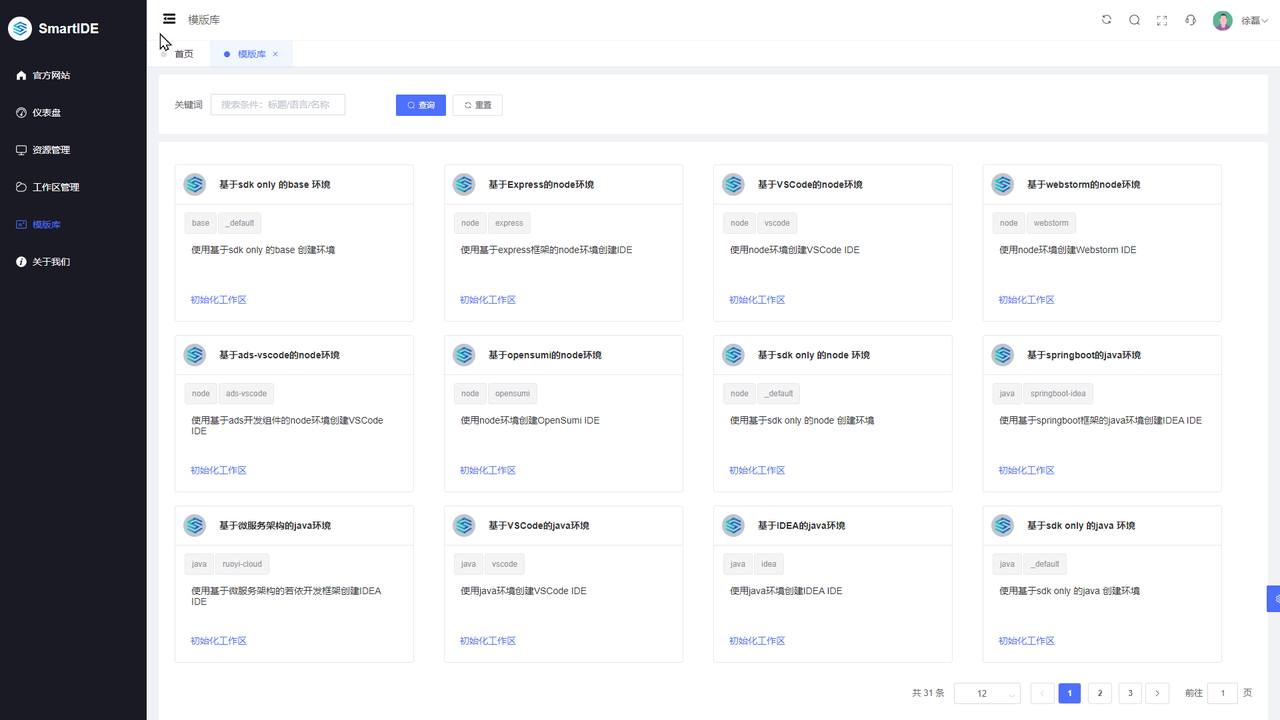 SmartIDE
官方网站
仪表盘
资源管理
工作区管理
模版库
关于我们
模版库
徐磊
首页
模版库
关键词 搜索条件：标题/语言/名称 查询 重置
基于sdk only 的base 环境
base _default
使用基于sdk only 的base 创建环境
初始化工作区
基于Express的node环境
node express
使用基于express框架的node环境创建IDE
初始化工作区
基于VSCode的node环境
node vscode
使用node环境创建VSCode IDE
初始化工作区
基于webstorm的node环境
node webstorm
使用node环境创建Webstorm IDE
初始化工作区
基于ads-vscode的node环境
node ads-vscode
使用基于ads开发组件的node环境创建VSCode
IDE
初始化工作区
基于opensumi的node环境
node opensumi
使用node环境创建OpenSumi IDE
初始化工作区
基于sdk only 的node 环境
node _default
使用基于sdk only 的node 创建环境
初始化工作区
基于springboot的java环境
java springboot-idea
使用基于springboot框架的java环境创建IDEA IDE
初始化工作区
基于微服务架构的java环境
java ruoyi-cloud
使用基于微服务架构的若依开发框架创建IDEA
IDE
初始化工作区
基于VSCode的java环境
java vscode
使用java环境创建VSCode IDE
初始化工作区
基于IDEA的java环境
java idea
使用java环境创建IDEA IDE
初始化工作区
基于sdk only 的java 环境
java _default
使用基于sdk only 的java 创建环境
初始化工作区
共 31 条 12 1 2 3 前往 1 页